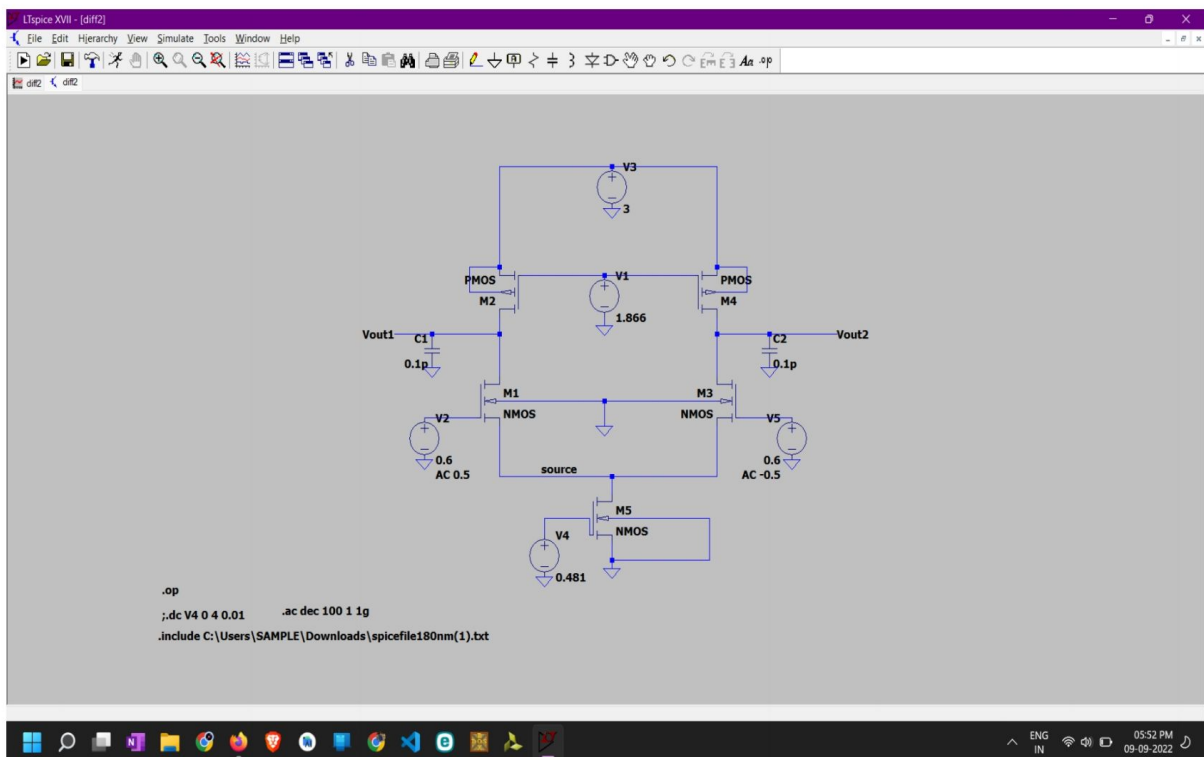 LTspice XVII - [diff2]
File Edit Hierarchy View Simulate Tools Window Help
diff2 diff2
V3
3
PMOS
M2
V1
1.866
PMOS
M4
Vout1
C1
0.1p
C2
0.1p
Vout2
M1
NMOS
M3
NMOS
V2
0.6
AC 0.5
V5
0.6
AC -0.5
source
M5
NMOS
V4
0.481
.op
;.dc V4 0 4 0.01
.ac dec 100 1 1g
.include C:\Users\SAMPLE\Downloads\spicefile180nm(1).txt
ENG
IN
05:52 PM
09-09-2022